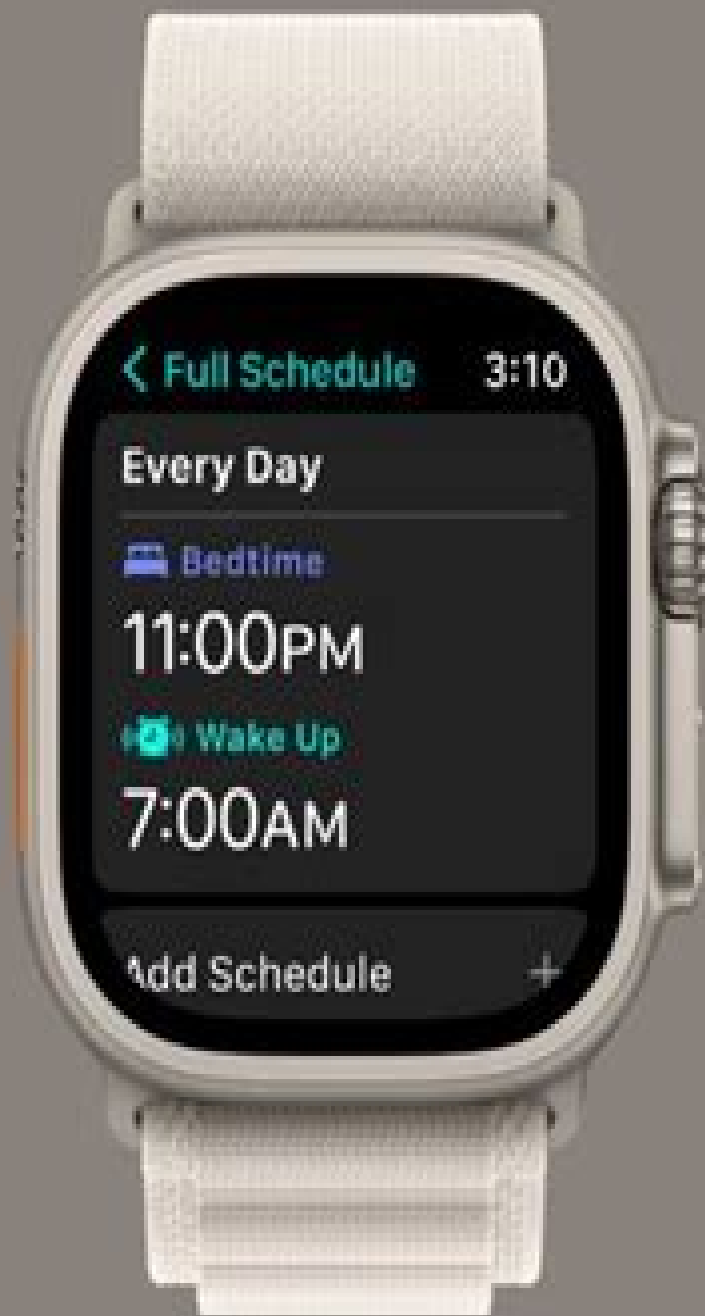 Full Schedule 3:10
Every Day
Bedtime
11:00PM
Wake Up
7:00AM
Add Schedule +